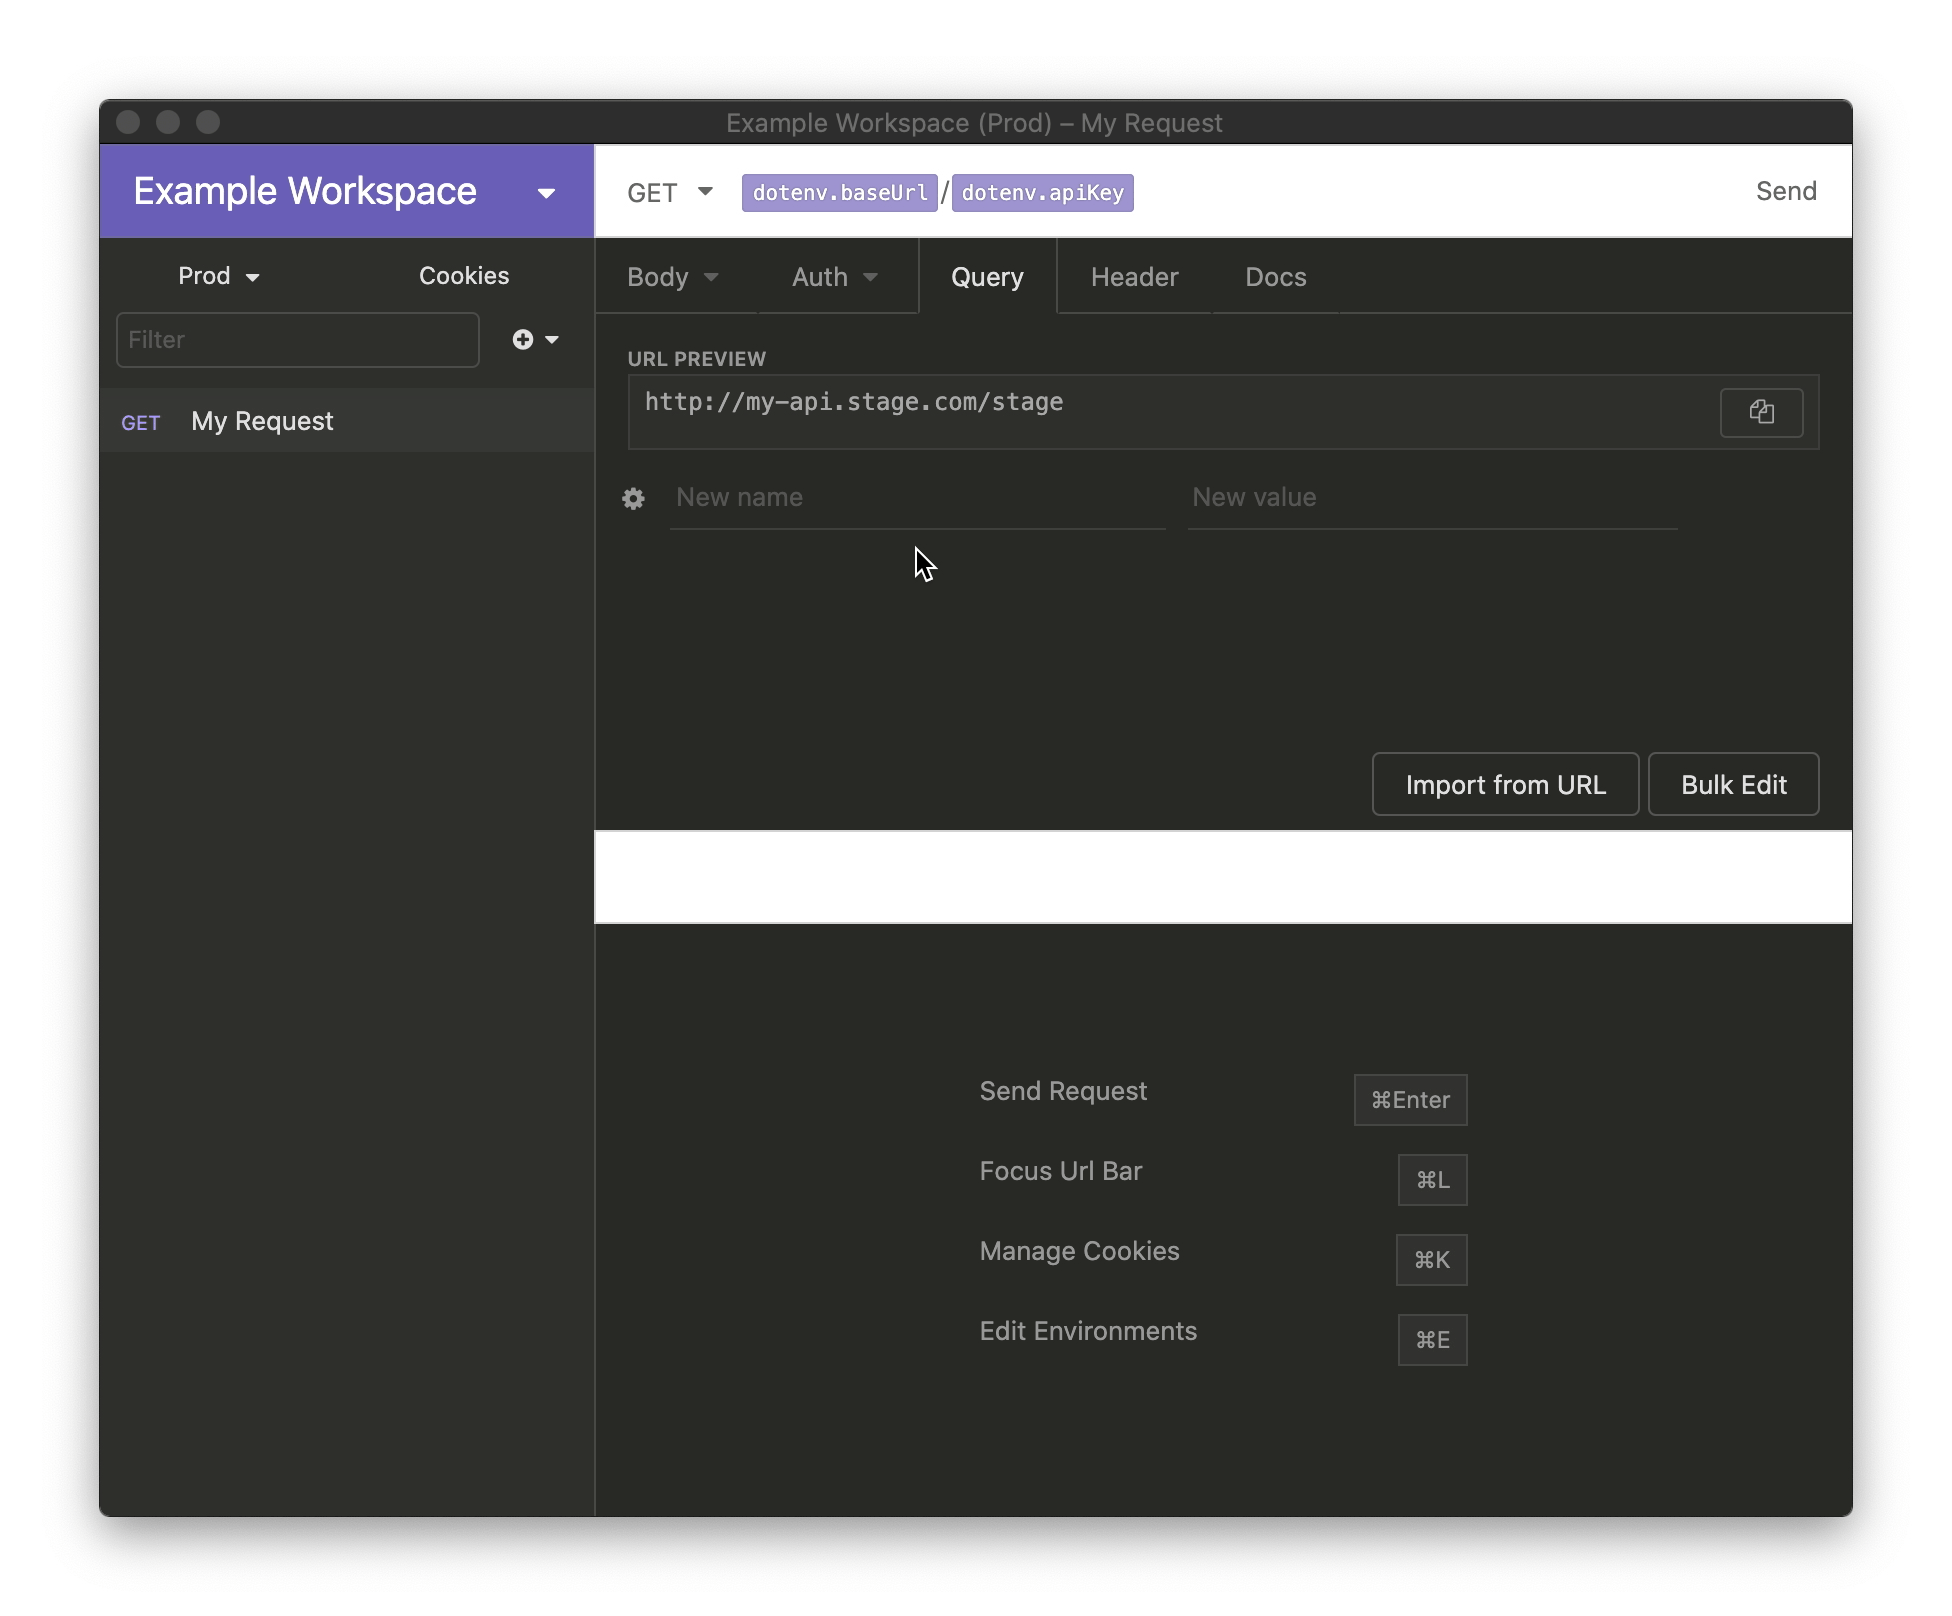 Example Workspace (Prod) – My Request
Example Workspace
GET dotenv.baseUrl/dotenv.apiKey Send
Prod Cookies
Body Auth Query Header Docs
Filter
URL PREVIEW
http://my-api.stage.com/stage
GET My Request
New name New value
Import from URL Bulk Edit
Send Request ⌘Enter
Focus Url Bar ⌘L
Manage Cookies ⌘K
Edit Environments ⌘E